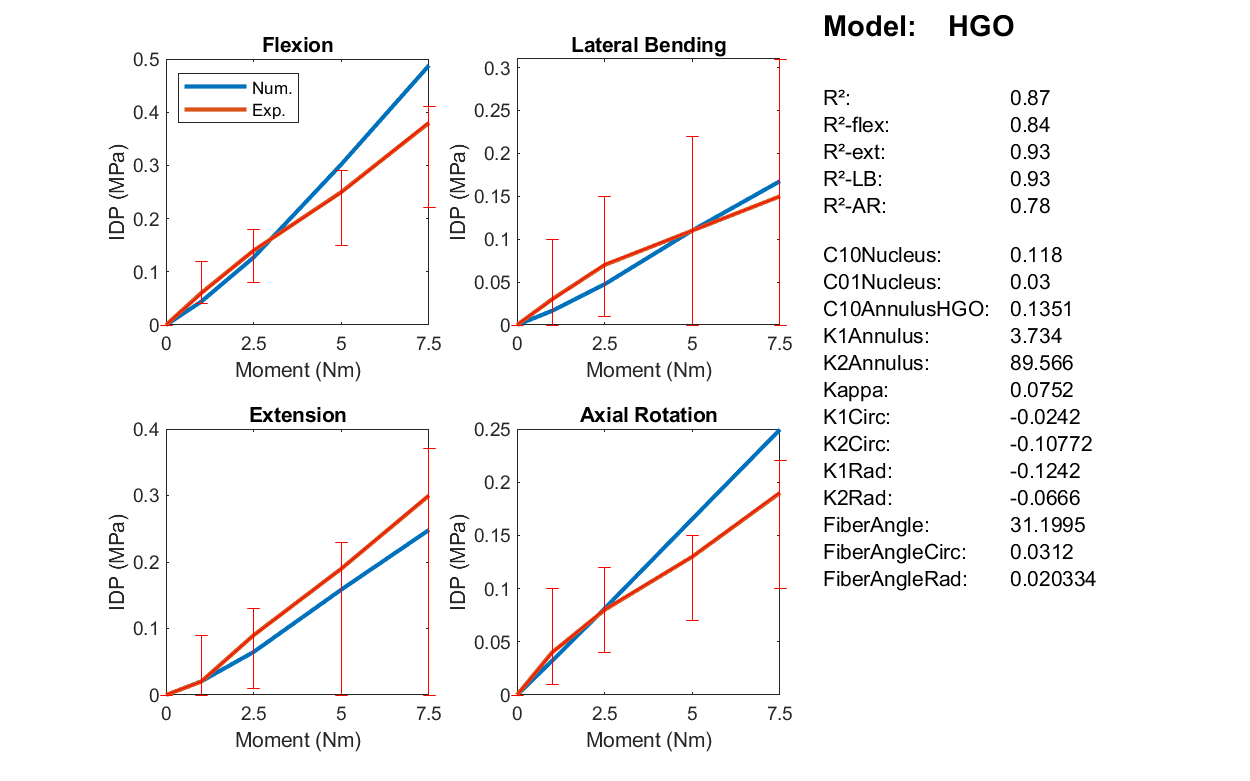 Model: HGO
Flexion
0.5
0.4
0.3
0.2
0.1
0
IDP (MPa)
Num.
Exp.
0 2.5 5 7.5
Moment (Nm)
Lateral Bending
0.3
0.25
0.2
0.15
0.1
0.05
0
IDP (MPa)
0 2.5 5 7.5
Moment (Nm)
Extension
0.4
0.3
0.2
0.1
0
IDP (MPa)
0 2.5 5 7.5
Moment (Nm)
Axial Rotation
0.25
0.2
0.15
0.1
0.05
0
IDP (MPa)
0 2.5 5 7.5
Moment (Nm)
R²: 0.87
R²-flex: 0.84
R²-ext: 0.93
R²-LB: 0.93
R²-AR: 0.78
C10Nucleus: 0.118
C01Nucleus: 0.03
C10AnnulusHGO: 0.1351
K1Annulus: 3.734
K2Annulus: 89.566
Kappa: 0.0752
K1Circ: -0.0242
K2Circ: -0.10772
K1Rad: -0.1242
K2Rad: -0.0666
FiberAngle: 31.1995
FiberAngleCirc: 0.0312
FiberAngleRad: 0.020334